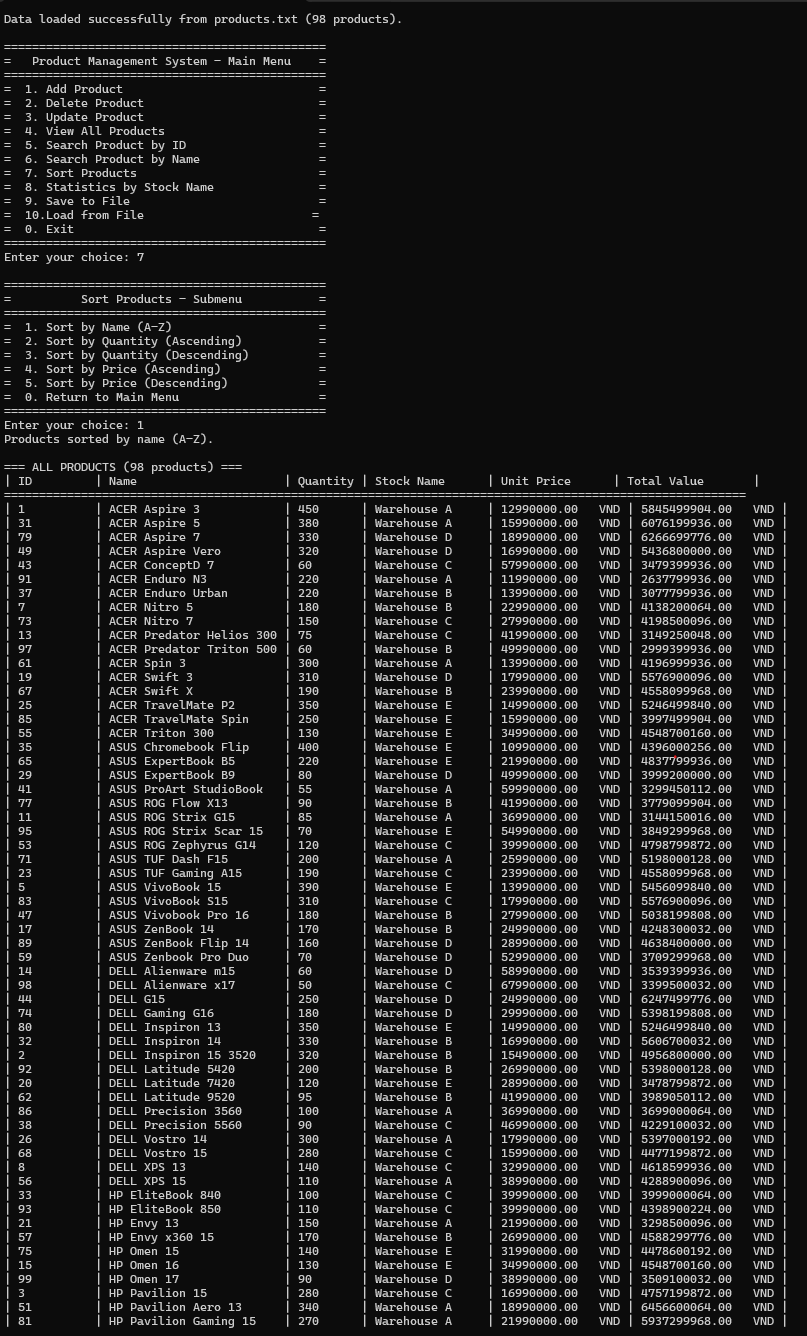 Data loaded successfully from products.txt (98 products).
==============================================
=   Product Management System - Main Menu    =
==============================================
=  1. Add Product                            =
=  2. Delete Product                         =
=  3. Update Product                         =
=  4. View All Products                      =
=  5. Search Product by ID                   =
=  6. Search Product by Name                 =
=  7. Sort Products                          =
=  8. Statistics by Stock Name               =
=  9. Save to File                           =
=  10.Load from File                        =
=  0. Exit                                   =
==============================================
Enter your choice: 7
==============================================
=          Sort Products - Submenu           =
==============================================
=  1. Sort by Name (A-Z)                     =
=  2. Sort by Quantity (Ascending)           =
=  3. Sort by Quantity (Descending)          =
=  4. Sort by Price (Ascending)              =
=  5. Sort by Price (Descending)             =
=  0. Return to Main Menu                    =
==============================================
Enter your choice: 1
Products sorted by name (A-Z).
=== ALL PRODUCTS (98 products) ===
| ID | Name | Quantity | Stock Name | Unit Price | Total Value |
==========================================================================================================
| 1 | ACER Aspire 3 | 450 | Warehouse A | 12990000.00 VND | 5845499904.00 VND |
| 31 | ACER Aspire 5 | 380 | Warehouse A | 15990000.00 VND | 6076199936.00 VND |
| 79 | ACER Aspire 7 | 330 | Warehouse D | 18990000.00 VND | 6266699776.00 VND |
| 49 | ACER Aspire Vero | 320 | Warehouse D | 16990000.00 VND | 5436800000.00 VND |
| 43 | ACER ConceptD 7 | 60 | Warehouse C | 57990000.00 VND | 3479399936.00 VND |
| 91 | ACER Enduro N3 | 220 | Warehouse A | 11990000.00 VND | 2637799936.00 VND |
| 37 | ACER Enduro Urban | 220 | Warehouse B | 13990000.00 VND | 3077799936.00 VND |
| 7 | ACER Nitro 5 | 180 | Warehouse B | 22990000.00 VND | 4138200064.00 VND |
| 73 | ACER Nitro 7 | 150 | Warehouse C | 27990000.00 VND | 4198500096.00 VND |
| 13 | ACER Predator Helios 300 | 75 | Warehouse C | 41990000.00 VND | 3149250048.00 VND |
| 97 | ACER Predator Triton 500 | 60 | Warehouse B | 49990000.00 VND | 2999399936.00 VND |
| 61 | ACER Spin 3 | 300 | Warehouse A | 13990000.00 VND | 4196999936.00 VND |
| 19 | ACER Swift 3 | 310 | Warehouse D | 17990000.00 VND | 5576900096.00 VND |
| 67 | ACER Swift X | 190 | Warehouse B | 23990000.00 VND | 4558099968.00 VND |
| 25 | ACER TravelMate P2 | 350 | Warehouse E | 14990000.00 VND | 5246499840.00 VND |
| 85 | ACER TravelMate Spin | 250 | Warehouse E | 15990000.00 VND | 3997499904.00 VND |
| 55 | ACER Triton 300 | 130 | Warehouse E | 34990000.00 VND | 4548700160.00 VND |
| 35 | ASUS Chromebook Flip | 400 | Warehouse E | 10990000.00 VND | 4396000256.00 VND |
| 65 | ASUS ExpertBook B5 | 220 | Warehouse E | 21990000.00 VND | 4837799936.00 VND |
| 29 | ASUS ExpertBook B9 | 80 | Warehouse D | 49990000.00 VND | 3999200000.00 VND |
| 41 | ASUS ProArt StudioBook | 55 | Warehouse A | 59990000.00 VND | 3299450112.00 VND |
| 77 | ASUS ROG Flow X13 | 90 | Warehouse B | 41990000.00 VND | 3779099904.00 VND |
| 11 | ASUS ROG Strix G15 | 85 | Warehouse A | 36990000.00 VND | 3144150016.00 VND |
| 95 | ASUS ROG Strix Scar 15 | 70 | Warehouse E | 54990000.00 VND | 3849299968.00 VND |
| 53 | ASUS ROG Zephyrus G14 | 120 | Warehouse C | 39990000.00 VND | 4798799872.00 VND |
| 71 | ASUS TUF Dash F15 | 200 | Warehouse A | 25990000.00 VND | 5198000128.00 VND |
| 23 | ASUS TUF Gaming A15 | 190 | Warehouse C | 23990000.00 VND | 4558099968.00 VND |
| 5 | ASUS VivoBook 15 | 390 | Warehouse E | 13990000.00 VND | 5456099840.00 VND |
| 83 | ASUS VivoBook S15 | 310 | Warehouse C | 17990000.00 VND | 5576900096.00 VND |
| 47 | ASUS Vivobook Pro 16 | 180 | Warehouse B | 27990000.00 VND | 5038199808.00 VND |
| 17 | ASUS ZenBook 14 | 170 | Warehouse B | 24990000.00 VND | 4248300032.00 VND |
| 89 | ASUS ZenBook Flip 14 | 160 | Warehouse D | 28990000.00 VND | 4638400000.00 VND |
| 59 | ASUS Zenbook Pro Duo | 70 | Warehouse D | 52990000.00 VND | 3709299968.00 VND |
| 14 | DELL Alienware m15 | 60 | Warehouse D | 58990000.00 VND | 3539399936.00 VND |
| 98 | DELL Alienware x17 | 50 | Warehouse C | 67990000.00 VND | 3399500032.00 VND |
| 44 | DELL G15 | 250 | Warehouse D | 24990000.00 VND | 6247499776.00 VND |
| 74 | DELL Gaming G16 | 180 | Warehouse D | 29990000.00 VND | 5398199808.00 VND |
| 80 | DELL Inspiron 13 | 350 | Warehouse E | 14990000.00 VND | 5246499840.00 VND |
| 32 | DELL Inspiron 14 | 330 | Warehouse B | 16990000.00 VND | 5606700032.00 VND |
| 2 | DELL Inspiron 15 3520 | 320 | Warehouse B | 15490000.00 VND | 4956800000.00 VND |
| 92 | DELL Latitude 5420 | 200 | Warehouse B | 26990000.00 VND | 5398000128.00 VND |
| 20 | DELL Latitude 7420 | 120 | Warehouse E | 28990000.00 VND | 3478799872.00 VND |
| 62 | DELL Latitude 9520 | 95 | Warehouse B | 41990000.00 VND | 3989050112.00 VND |
| 86 | DELL Precision 3560 | 100 | Warehouse A | 36990000.00 VND | 3699000064.00 VND |
| 38 | DELL Precision 5560 | 90 | Warehouse C | 46990000.00 VND | 4229100032.00 VND |
| 26 | DELL Vostro 14 | 300 | Warehouse A | 17990000.00 VND | 5397000192.00 VND |
| 68 | DELL Vostro 15 | 280 | Warehouse C | 15990000.00 VND | 4477199872.00 VND |
| 8 | DELL XPS 13 | 140 | Warehouse C | 32990000.00 VND | 4618599936.00 VND |
| 56 | DELL XPS 15 | 110 | Warehouse A | 38990000.00 VND | 4288900096.00 VND |
| 33 | HP EliteBook 840 | 100 | Warehouse C | 39990000.00 VND | 3999000064.00 VND |
| 93 | HP EliteBook 850 | 110 | Warehouse C | 39990000.00 VND | 4398900224.00 VND |
| 21 | HP Envy 13 | 150 | Warehouse A | 21990000.00 VND | 3298500096.00 VND |
| 57 | HP Envy x360 15 | 170 | Warehouse B | 26990000.00 VND | 4588299776.00 VND |
| 75 | HP Omen 15 | 140 | Warehouse E | 31990000.00 VND | 4478600192.00 VND |
| 15 | HP Omen 16 | 130 | Warehouse E | 34990000.00 VND | 4548700160.00 VND |
| 99 | HP Omen 17 | 90 | Warehouse D | 38990000.00 VND | 3509100032.00 VND |
| 3 | HP Pavilion 15 | 280 | Warehouse C | 16990000.00 VND | 4757199872.00 VND |
| 51 | HP Pavilion Aero 13 | 340 | Warehouse A | 18990000.00 VND | 6456600064.00 VND |
| 81 | HP Pavilion Gaming 15 | 270 | Warehouse A | 21990000.00 VND | 5937299968.00 VND |